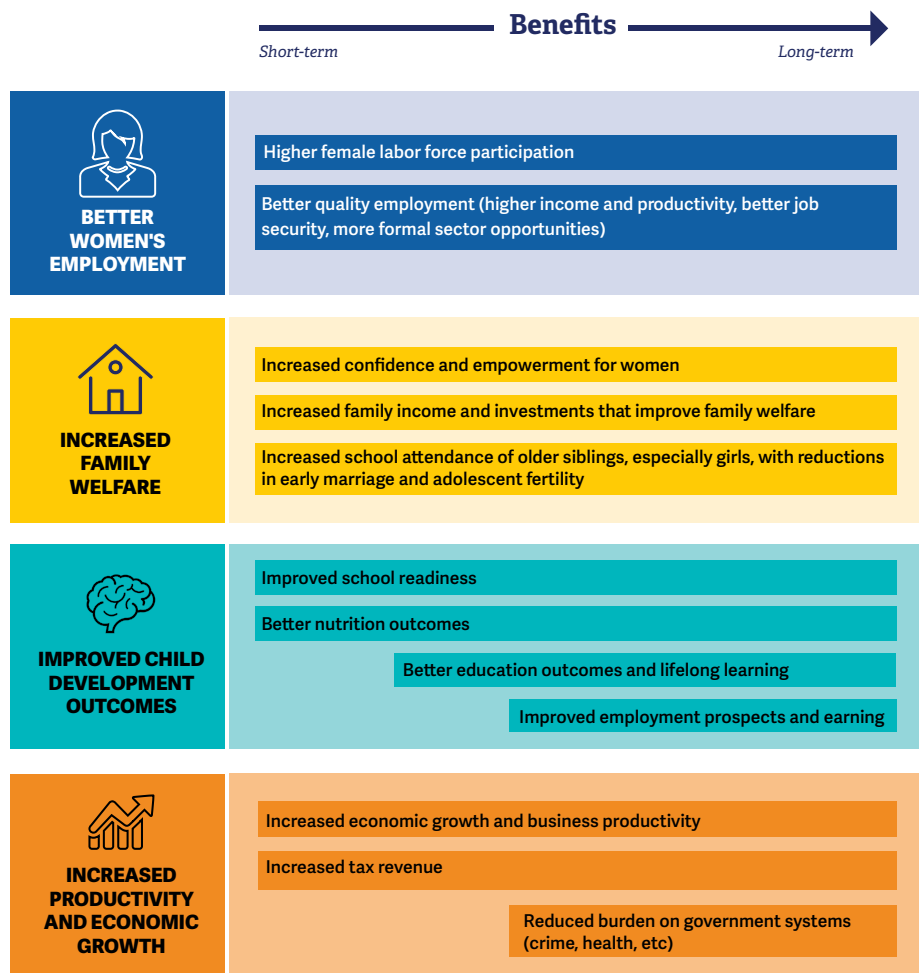 Benefits
Short-term
Long-term
BETTER
WOMEN'S
EMPLOYMENT
Higher female labor force participation
Better quality employment (higher income and productivity, better job
security, more formal sector opportunities)
INCREASED
FAMILY
WELFARE
Increased confidence and empowerment for women
Increased family income and investments that improve family welfare
Increased school attendance of older siblings, especially girls, with reductions
in early marriage and adolescent fertility
IMPROVED CHILD
DEVELOPMENT
OUTCOMES
Improved school readiness
Better nutrition outcomes
Better education outcomes and lifelong learning
Improved employment prospects and earning
INCREASED
PRODUCTIVITY
AND ECONOMIC
GROWTH
Increased economic growth and business productivity
Increased tax revenue
Reduced burden on government systems
(crime, health, etc)